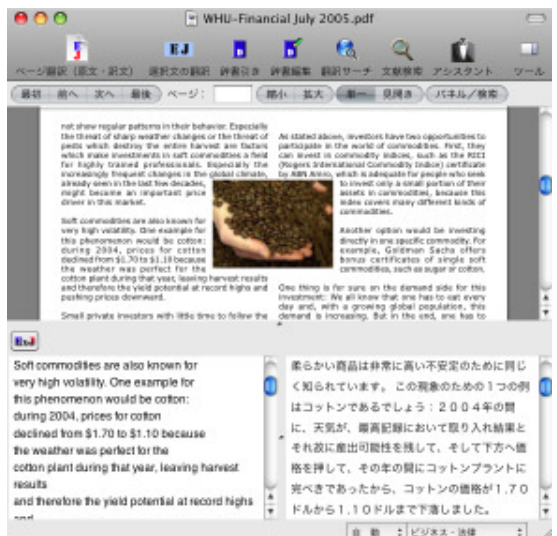 WHU-Financial July 2005.pdf
EJ
ページ翻訳（原文・訳文）　選択文の翻訳　辞書引き　辞書編集　翻訳サーチ　文献検索　アシスタント　ツール
最初　前へ　次へ　最後　ページ：　縮小　拡大　単一　見開き　パネル／検索
not show regular patterns in their behavior. Especially
the threat of sharp weather changes or the threat of
pests which destroy the entire harvest are factors
which make investments in soft commodities a field
for highly trained professionals. Especially the
increasingly frequent changes in the global climate,
already seen in the last few decades,
might become an important price
driver in this market.
Soft commodities are also known for
very high volatility. One example for
this phenomenon would be cotton:
during 2004, prices for cotton
declined from $1.70 to $1.10 because
the weather was perfect for the
cotton plant during that year, leaving harvest results
and therefore the yield potential at record highs and
pushing prices downward.
Small private investors with little time to follow the
As stated above, investors have two opportunities to
participate in the world of commodities. First, they
can invest in commodity indices, such as the RICI
(Rogers International Commodity Indice) certificate
by ABN Amro, which is adequate for people who seek
to invest only a small portion of their
assets in commodities, because this
index covers many different kinds of
commodities.
Another option would be investing
directly in one specific commodity. For
example, Goldman Sachs offers
bonus certificates of single soft
commodities, such as sugar or cotton.
One thing is for sure on the demand side for this
investment: We all know that one has to eat every
day and, with a growing global population, this
demand is increasing. But in the end, one has to
Soft commodities are also known for
very high volatility. One example for
this phenomenon would be cotton:
during 2004, prices for cotton
declined from $1.70 to $1.10 because
the weather was perfect for the
cotton plant during that year, leaving harvest
results
and therefore the yield potential at record highs
and
柔らかい商品は非常に高い不安定のために同じ
く知られています。 この現象のための１つの例
はコットンであるでしょう：２００４年の間
に、天気が、最高記録において取り入れ結果と
それ故に産出可能性を残して、そして下方へ価
格を押して、その年の間にコットンプラントに
完ぺきであったから、コットンの価格が１.７０
ドルから１.１０ドルまで下落しました。
自 動　ビジネス・法律